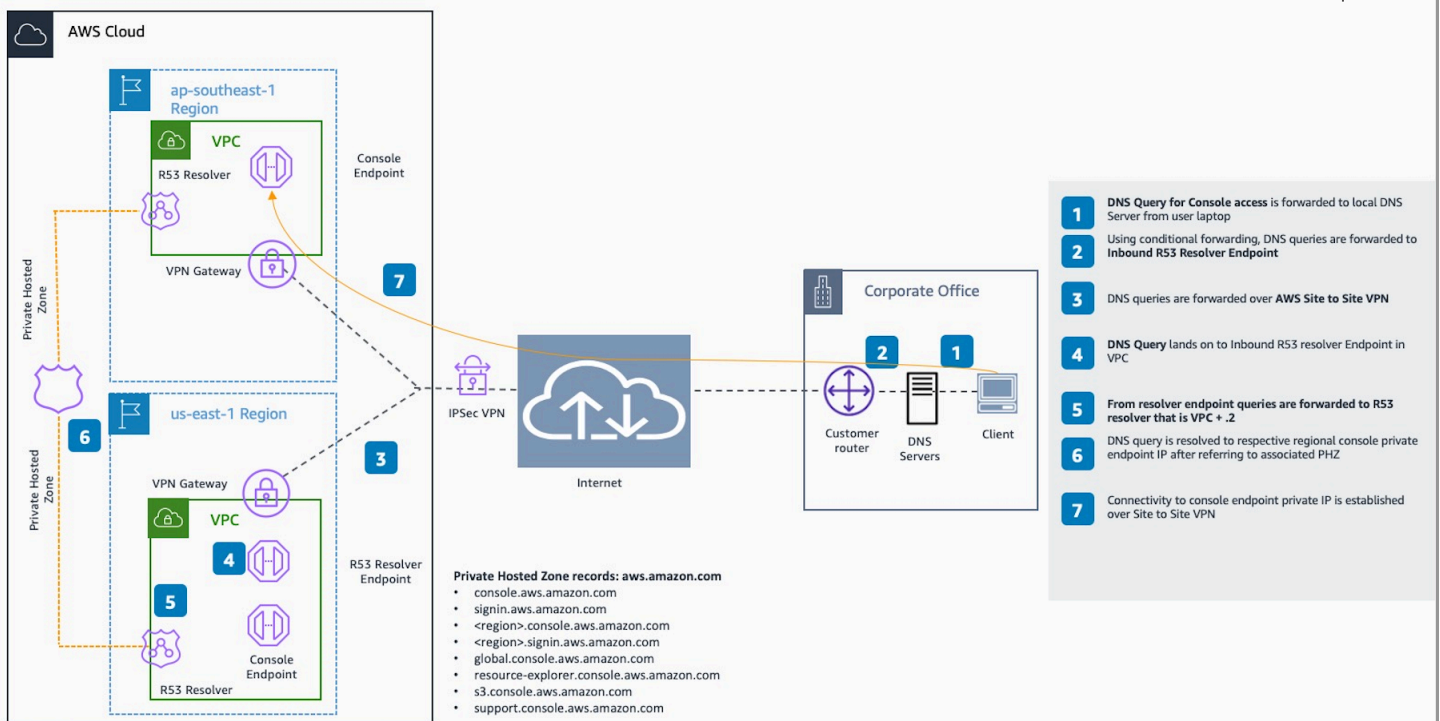 AWS Cloud
ap-southeast-1
Region
VPC
R53 Resolver
Console
Endpoint
VPN Gateway
7
Private Hosted
Zone
6
us-east-1 Region
3
VPN Gateway
VPC
4
R53 Resolver
Endpoint
5
Console
Endpoint
R53 Resolver
Private Hosted
Zone
IPSec VPN
Internet
Corporate Office
2
1
Customer
router
DNS
Servers
Client
1
DNS Query for Console access is forwarded to local DNS
Server from user laptop
2
Using conditional forwarding, DNS queries are forwarded to
Inbound R53 Resolver Endpoint
3
DNS queries are forwarded over AWS Site to Site VPN
4
DNS Query lands on to Inbound R53 resolver Endpoint in
VPC
5
From resolver endpoint queries are forwarded to R53
resolver that is VPC + .2
6
DNS query is resolved to respective regional console private
endpoint IP after referring to associated PHZ
7
Connectivity to console endpoint private IP is established
over Site to Site VPN
Private Hosted Zone records: aws.amazon.com
• console.aws.amazon.com
• signin.aws.amazon.com
• <region>.console.aws.amazon.com
• <region>.signin.aws.amazon.com
• global.console.aws.amazon.com
• resource-explorer.console.aws.amazon.com
• s3.console.aws.amazon.com
• support.console.aws.amazon.com